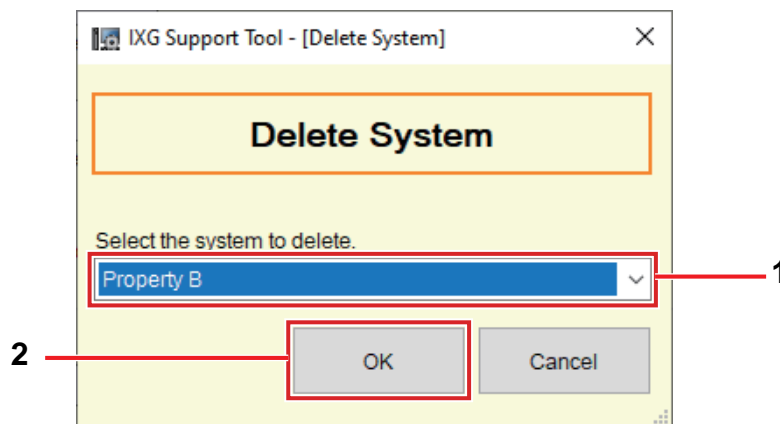 IXG Support Tool - [Delete System]
Delete System
Select the system to delete.
Property B
1
2
OK
Cancel